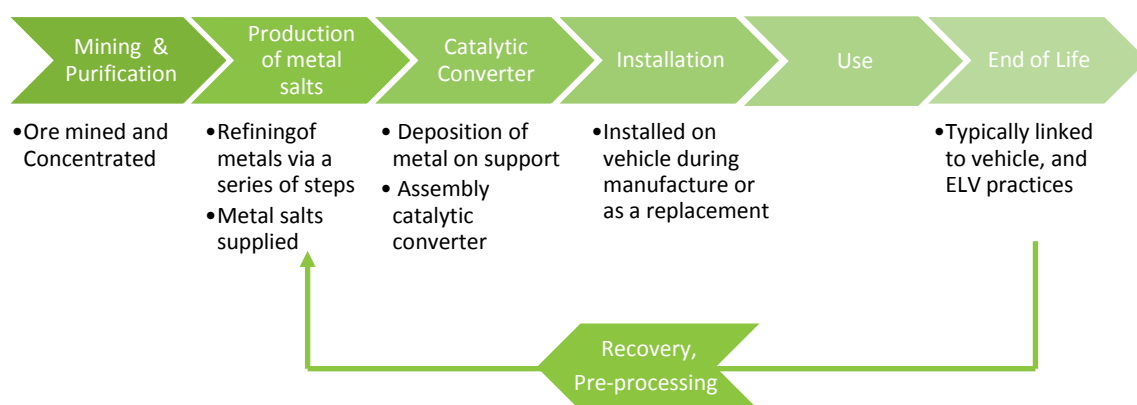 Mining &
Purification
Production
of metal
salts
Catalytic
Converter
Installation
Use
End of Life
•Ore mined and
Concentrated
•Refiningof
metals via a
series of steps
•Metal salts
supplied
• Deposition of
metal on support
• Assembly
catalytic
converter
•Installed on
vehicle during
manufacture or
as a replacement
•Typically linked
to vehicle, and
ELV practices
Recovery,
Pre-processing